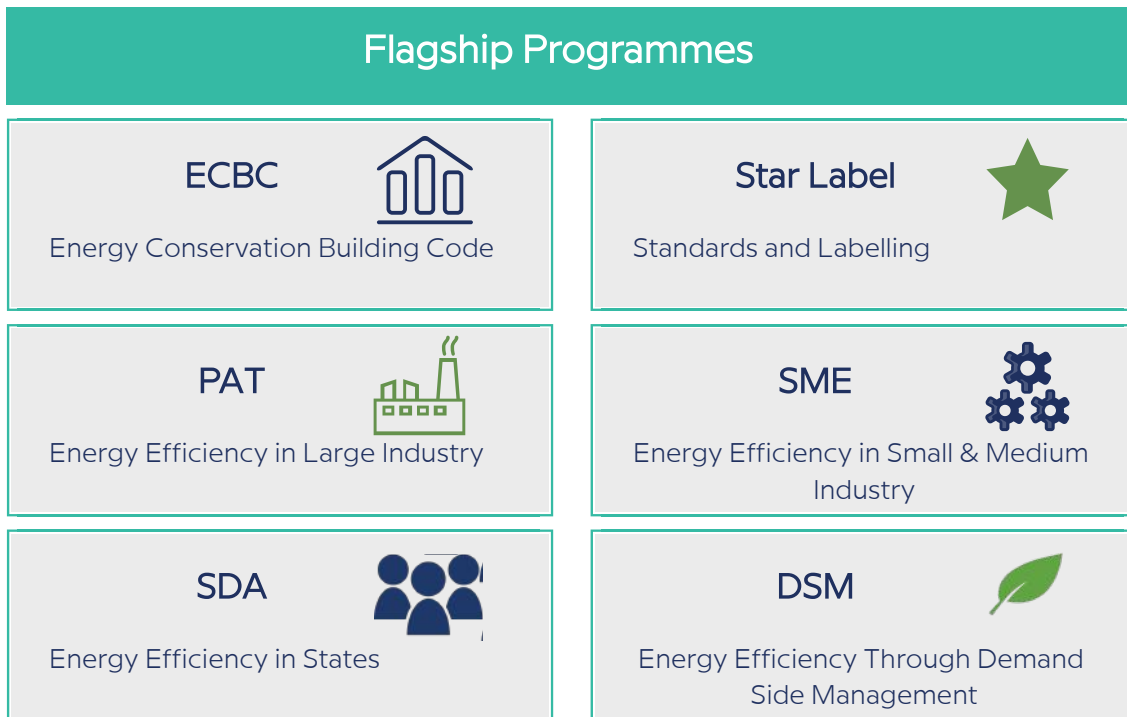 Flagship Programmes
ECBC
Energy Conservation Building Code
Star Label
Standards and Labelling
PAT
Energy Efficiency in Large Industry
SME
Energy Efficiency in Small & Medium
Industry
SDA
Energy Efficiency in States
DSM
Energy Efficiency Through Demand
Side Management